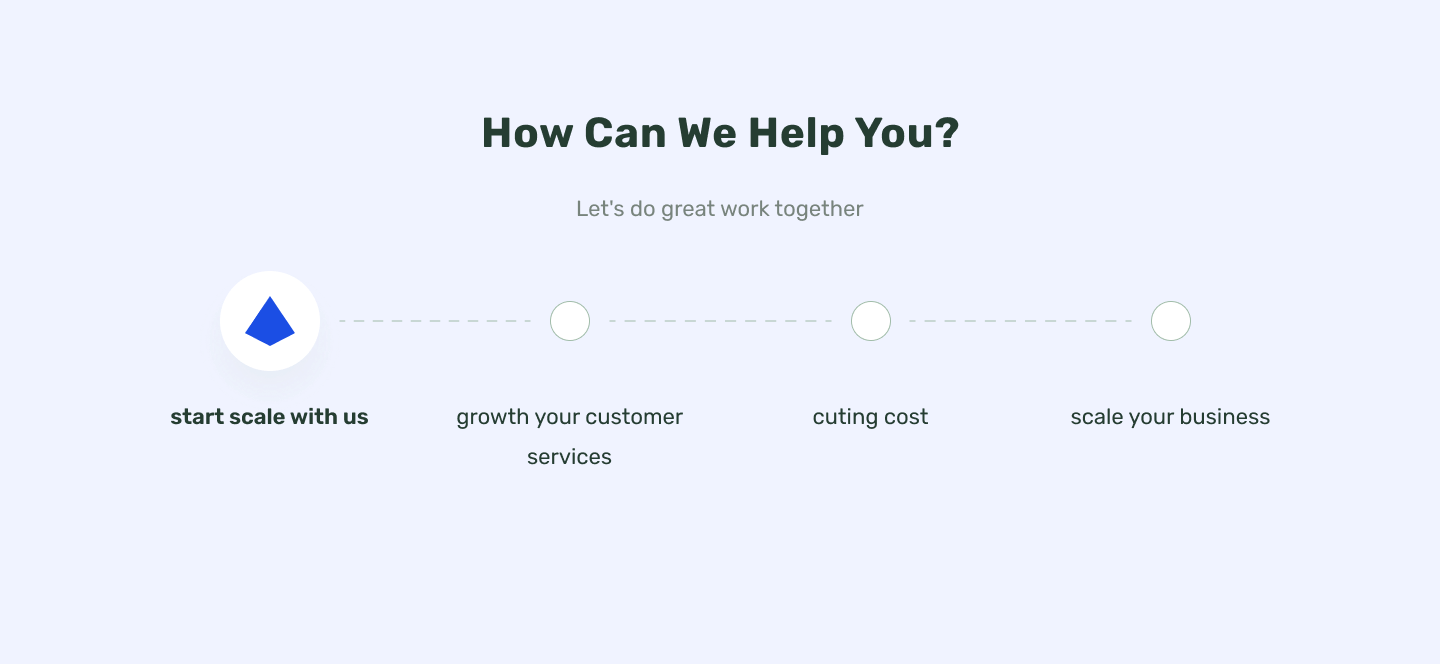 How Can We Help You?
Let's do great work together
start scale with us
growth your customer
services
cuting cost
scale your business